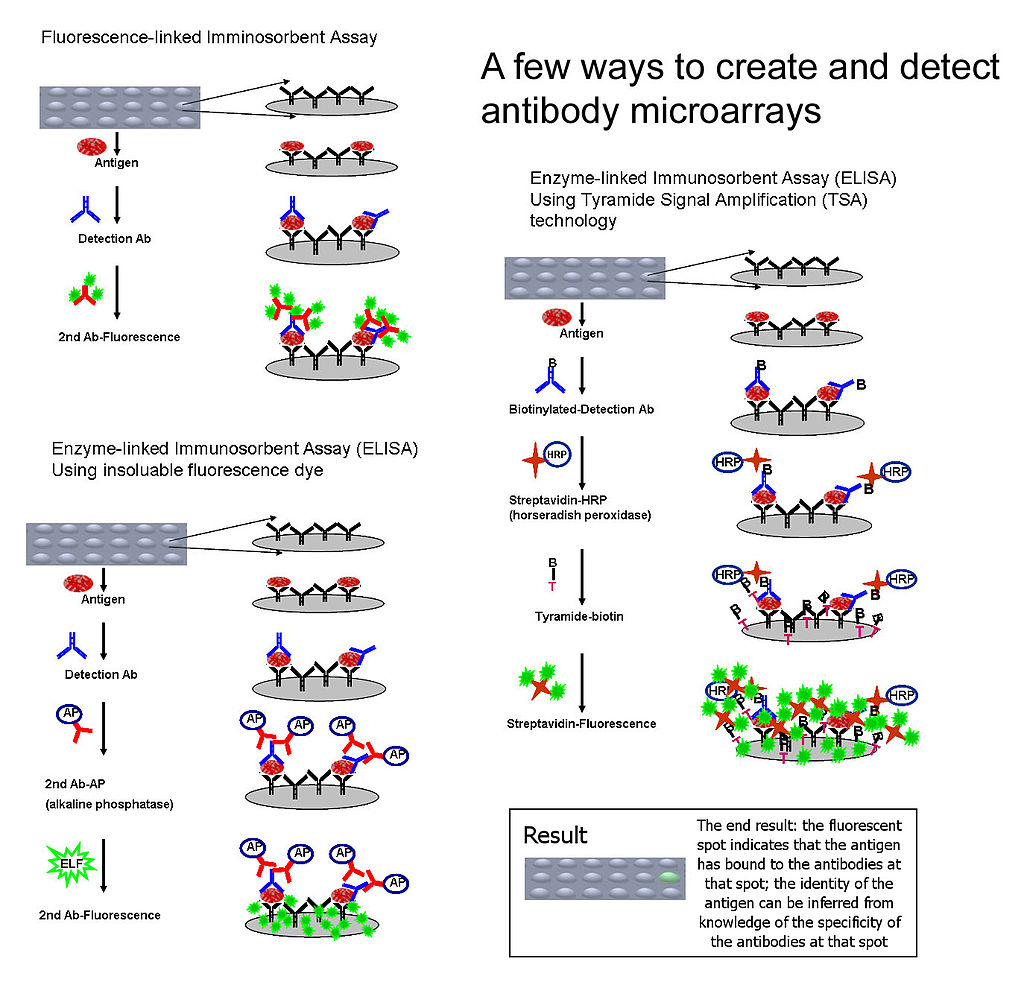 Fluorescence-linked Imminosorbent Assay
Antigen
Detection Ab
2nd Ab-Fluorescence
A few ways to create and detect
antibody microarrays
Enzyme-linked Immunosorbent Assay (ELISA)
Using insoluable fluorescence dye
Antigen
Detection Ab
AP
2nd Ab-AP
(alkaline phosphatase)
AP
AP
AP
AP
ELF
2nd Ab-Fluorescence
AP
AP
AP
AP
Enzyme-linked Immunosorbent Assay (ELISA)
Using Tyramide Signal Amplification (TSA)
technology
Antigen
B
Biotinylated-Detection Ab
B
B
HRP
Streptavidin-HRP
(horseradish peroxidase)
HRP
HRP
B
B
B
T
Tyramide-biotin
HRP
HRP
B
B
B
T
B
T
B
T
B
T
B
T
B
T
Streptavidin-Fluorescence
HRP
HRP
B
B
B
B
B
T
B
T
Result
The end result: the fluorescent
spot indicates that the antigen
has bound to the antibodies at
that spot; the identity of the
antigen can be inferred from
knowledge of the specificity of
the antibodies at that spot